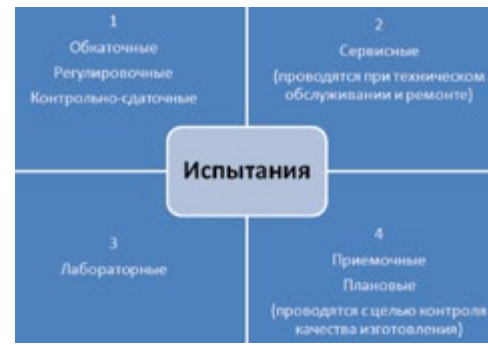 1
Обкаточные
Регулировочные
Контрольно-сдаточные
2
Сервисные
(проводятся при техническом
обслуживании и ремонте)
Испытания
3
Лабораторные
4
Приемочные
Плановые
(проводятся с целью контроля
качества изготовления)